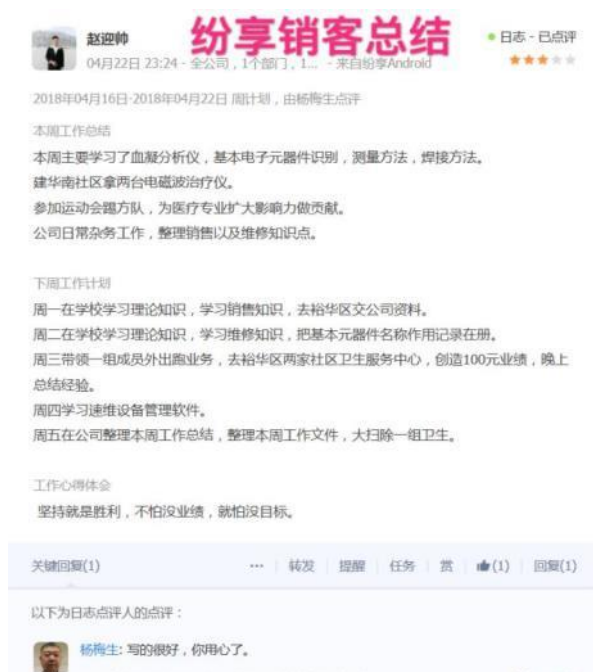 纷享销客总结
赵迎帅
日志 - 已点评
04月22日 23:24 - 全公司，1个部门，1... - 来自纷享Android
2018年04月16日-2018年04月22日 周计划，由杨梅生点评
本周工作总结
本周主要学习了血凝分析仪，基本电子元器件识别，测量方法，焊接方法。
建华南社区拿两台电磁波治疗仪。
参加运动会踢方队，为医疗专业扩大影响力做贡献。
公司日常杂务工作，整理销售以及维修知识点。
下周工作计划
周一在学校学习理论知识，学习销售知识，去裕华区交公司资料。
周二在学校学习理论知识，学习维修知识，把基本元器件名称作用记录在册。
周三带领一组成员外出跑业务，去裕华区两家社区卫生服务中心，创造100元业绩，晚上
总结经验。
周四学习速维设备管理软件。
周五在公司整理本周工作总结，整理本周工作文件，大扫除一组卫生。
工作心得体会
坚持就是胜利，不怕没业绩，就怕没目标。
关键回复(1) ... 转发 提醒 任务 赏 (1) 回复(1)
以下为日志点评人的点评：
杨梅生: 写的很好，你用心了。